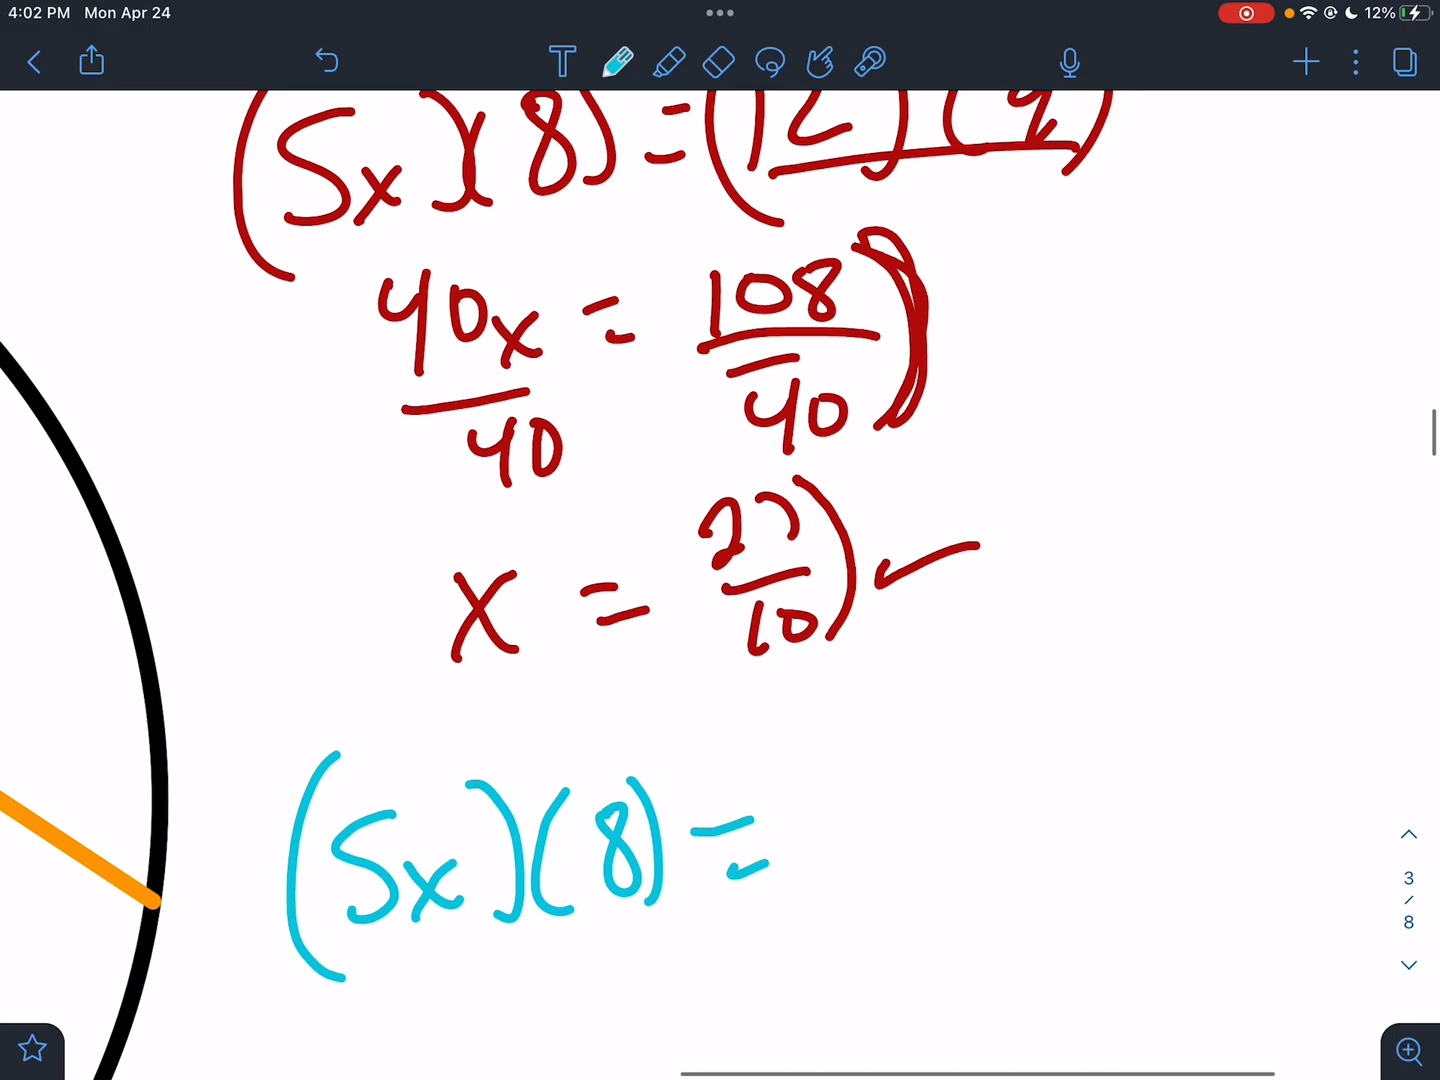 4:02 PM Mon Apr 24 12%
(5x)(8) = (12)(9)
40x = 108
40 40
x = 27
10
(5x)(8) =
3
/
8